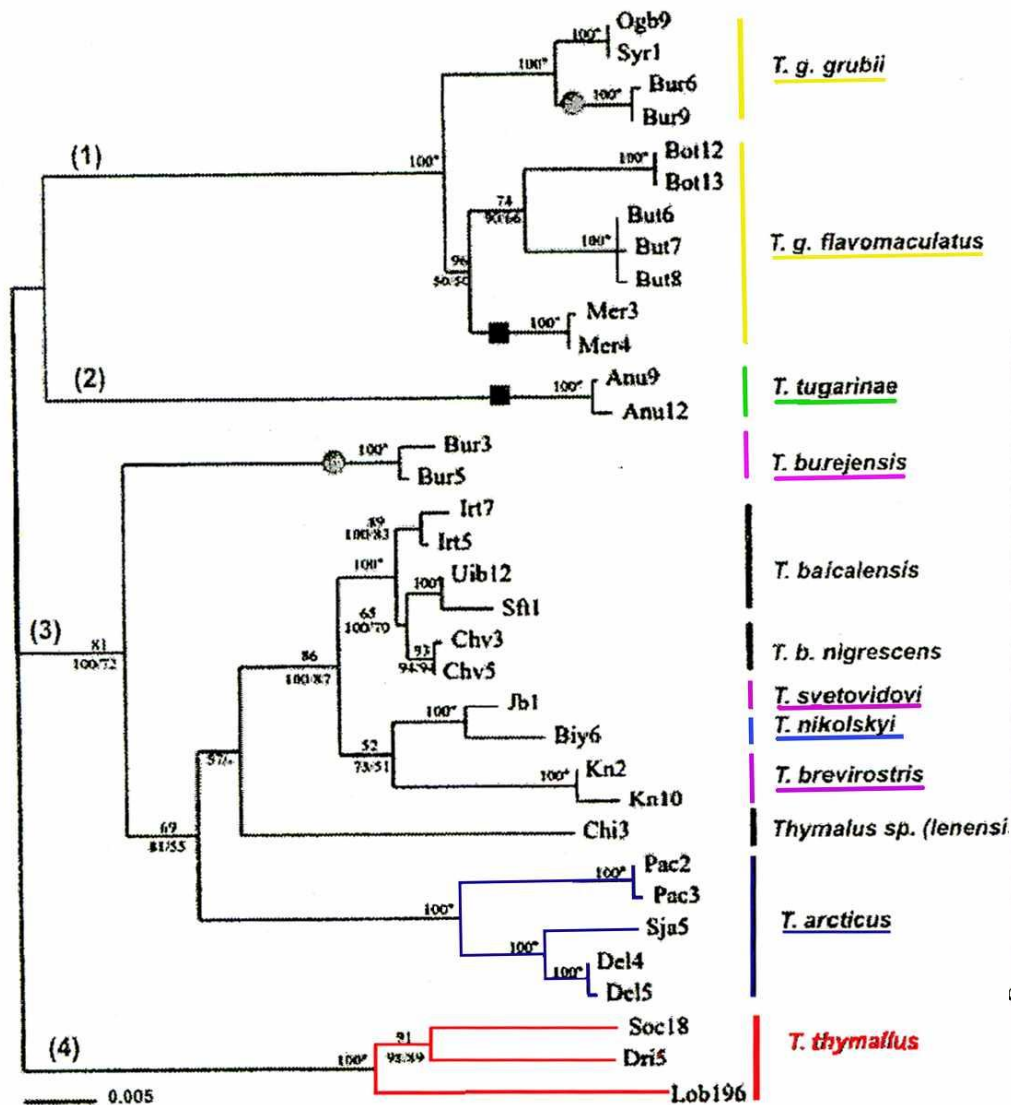 Ogb9
100*
Syr1
T. g. grubii
100*
Bur6
100*
Bur9
(1)
100*
Bot12
100*
Bot13
74
90/66
But6
100*
But7
T. g. flavomaculatus
But8
96
50/50
Mer3
100*
Mer4
(2)
Anu9
100*
T. tugarinae
Anu12
Bur3
100*
T. burejensis
Bur5
Irt7
89
100/83
Irt5
100*
Uib12
T. baicalensis
100*
65
100/70
Sft1
(3)
Chv3
93
94/94
T. b. nigrescens
Chv5
81
100/72
86
100/87
Jb1
T. svetovidovi
100*
Biy6
T. nikolskyi
52
73/51
Kn2
100*
T. brevirostris
Kn10
57/-
Chi3
Thymalus sp. (lenensi
69
81/55
Pac2
100*
Pac3
100*
Sja5
T. arcticus
100*
Del4
100*
Del5
(4)
Soc18
91
98/89
T. thymallus
100*
Dri5
Lob196
0.005